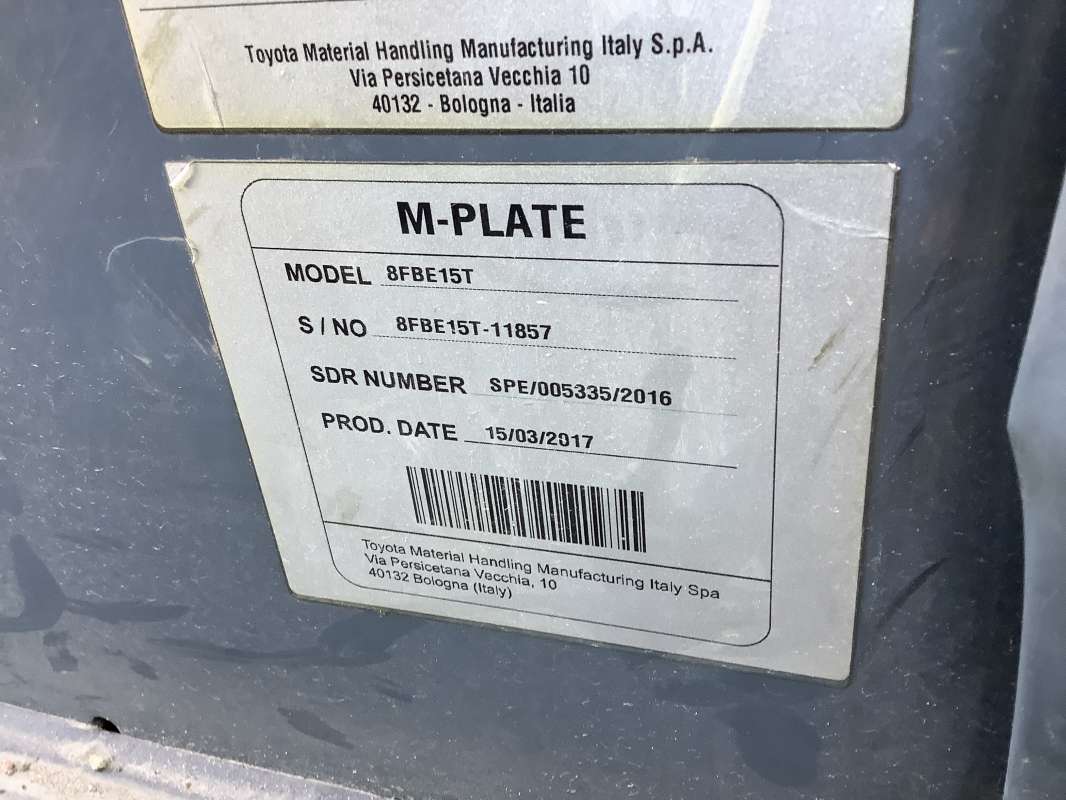 Toyota Material Handling Manufacturing Italy S.p.A.
Via Persicetana Vecchia 10
40132 - Bologna - Italia
M-PLATE
MODEL 8FBE15T
S / NO 8FBE15T-11857
SDR NUMBER SPE/005335/2016
PROD. DATE 15/03/2017
Toyota Material Handling Manufacturing Italy Spa
Via Persicetana Vecchia, 10
40132 Bologna (Italy)